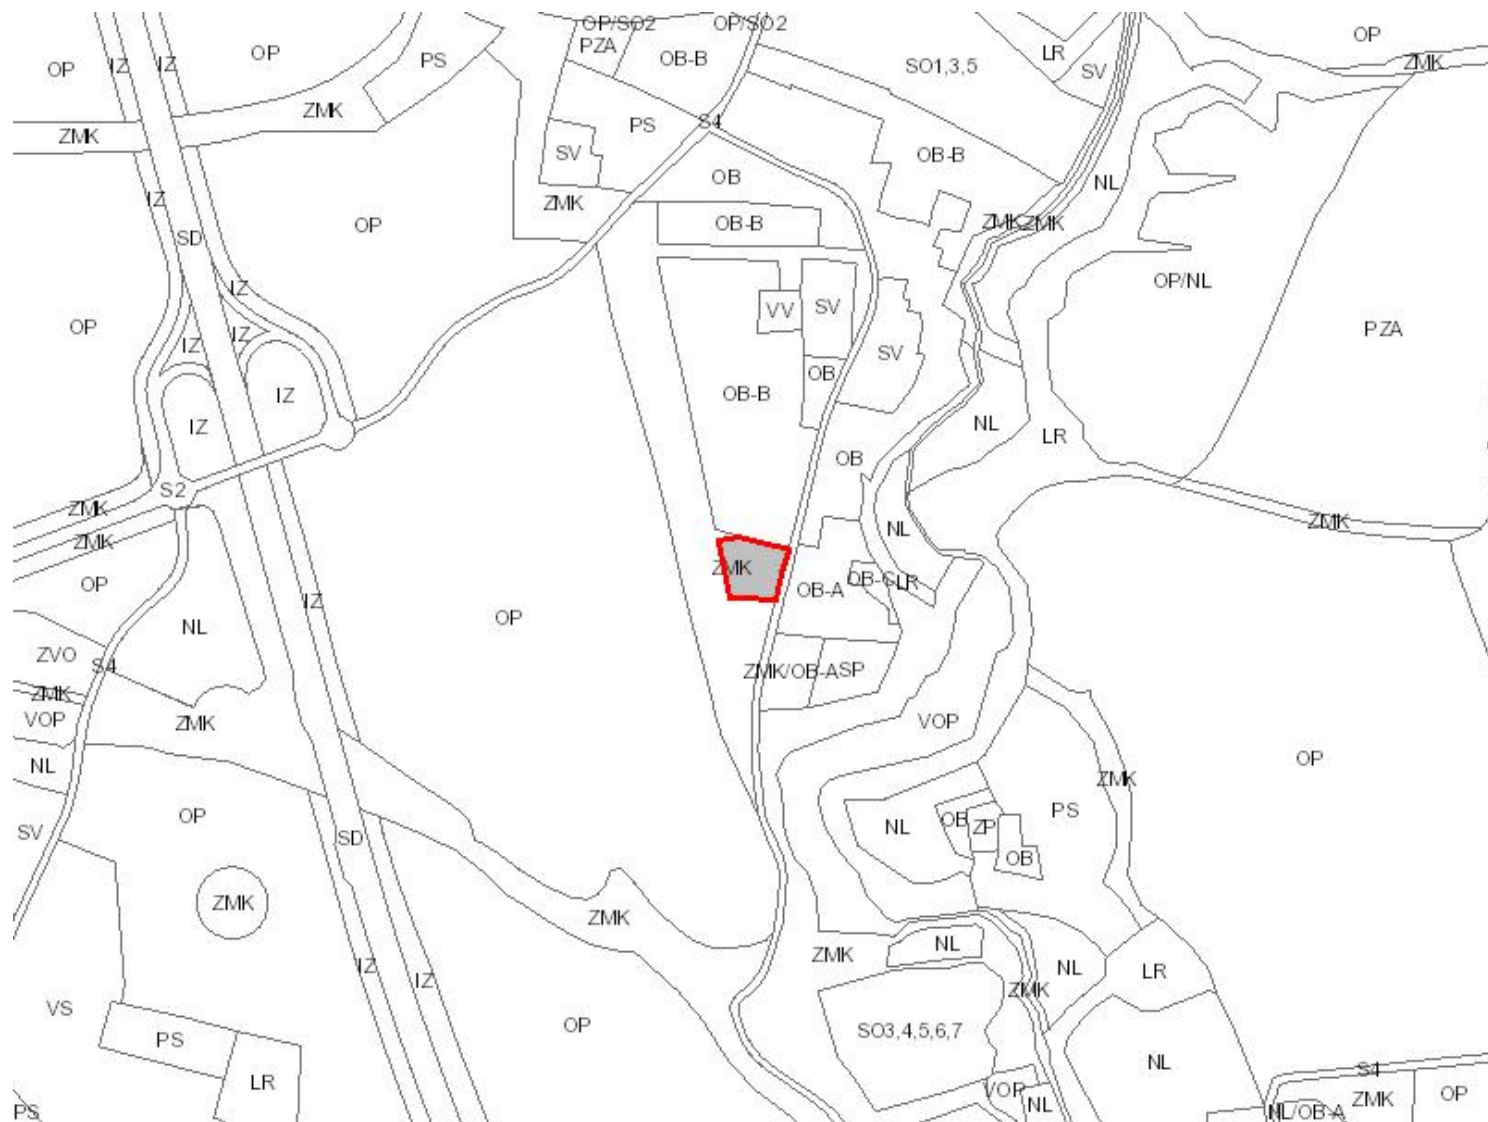 OP/SO2 OP/SO2
OP IZ IZ OP PS PZA OB-B SO1,3,5 LR SV OP ZMK
ZMK ZMK PS S4
SV OB OB-B NL
IZ OP ZMK OB-B ZMK ZMK
SD
IZ OP/NL
OP IZ IZ VV SV SV PZA
IZ OB-B OB
IZ NL LR
OB
S2
ZMK NL ZMK
ZMK
OP ZMK OB-A OB-C LR
IZ OP
ZVO NL
S4 ZMK/OB-A SP
ZMK
VOP ZMK VOP
NL OP
ZMK
OP PS
SV SD NL OB ZP
OB
ZMK ZMK
ZMK NL
IZ IZ NL LR
ZMK
VS OP SO3,4,5,6,7
PS NL
LR S4
VOP NL ZMK OP
PS NL/OB-A